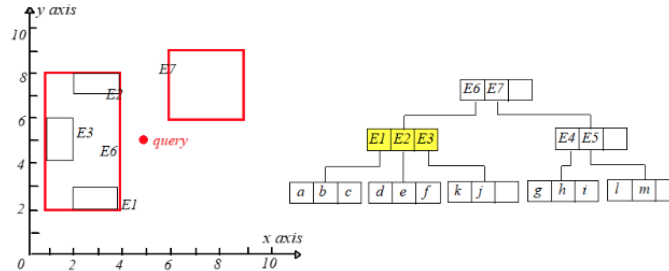 y axis
10
8
6
4
2
0
2
4
6
8
10
x axis
E7
E2
E3
E6
E1
query
E6 E7
E1 E2 E3
E4 E5
a b c
d e f
k j
g h i
l m